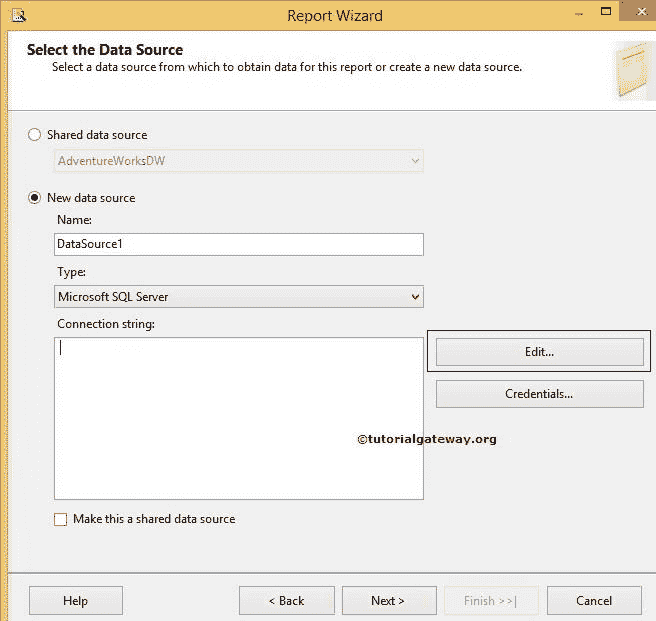 Report Wizard
Select the Data Source
Select a data source from which to obtain data for this report or create a new data source.
Shared data source
AdventureWorksDW
New data source
Name:
DataSource1
Type:
Microsoft SQL Server
Connection string:
Edit...
Credentials...
©tutorialgateway.org
Make this a shared data source
Help
< Back
Next >
Finish >>|
Cancel